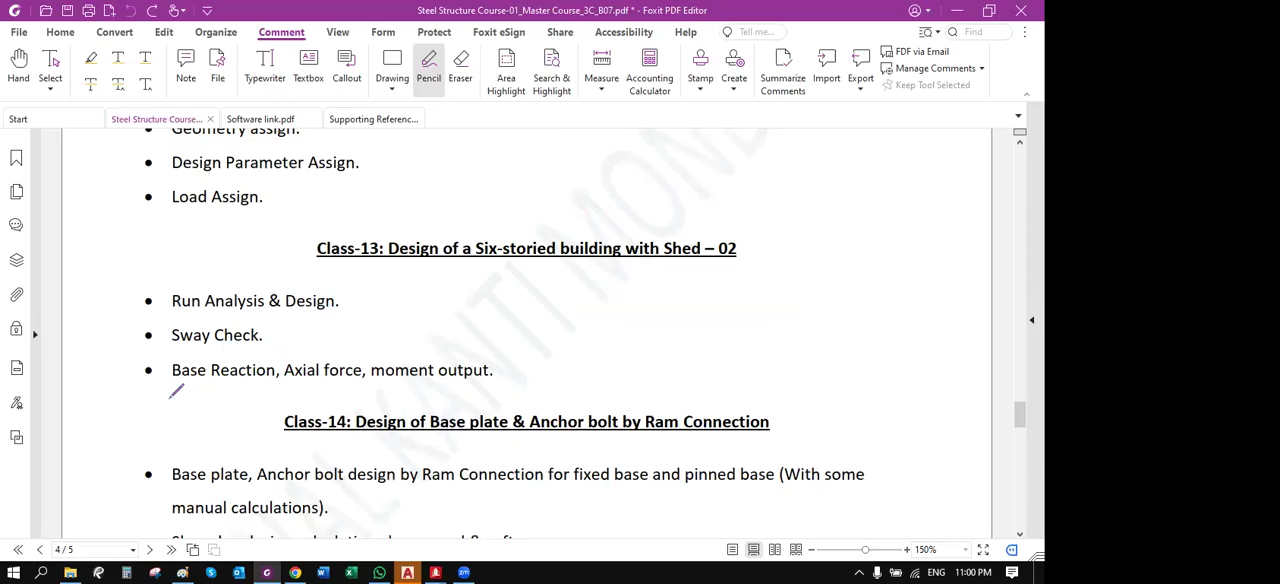 Steel Structure Course-01_Master Course_3C_B07.pdf * - Foxit PDF Editor
File Home Convert Edit Organize Comment View Form Protect Foxit eSign Share Accessibility Help Tell me... Find
Hand Select Note File Typewriter Textbox Callout Drawing Pencil Eraser Area Highlight Search & Highlight Measure Accounting Calculator Stamp Create Summarize Comments Import Export
FDF via Email
Manage Comments
Keep Tool Selected
Start Steel Structure Course... Software link.pdf Supporting Referenc...
Geometry assign.
Design Parameter Assign.
Load Assign.
Class-13: Design of a Six-storied building with Shed – 02
Run Analysis & Design.
Sway Check.
Base Reaction, Axial force, moment output.
Class-14: Design of Base plate & Anchor bolt by Ram Connection
Base plate, Anchor bolt design by Ram Connection for fixed base and pinned base (With some
manual calculations).
KANTI MON
4 / 5 150%
ENG 11:00 PM